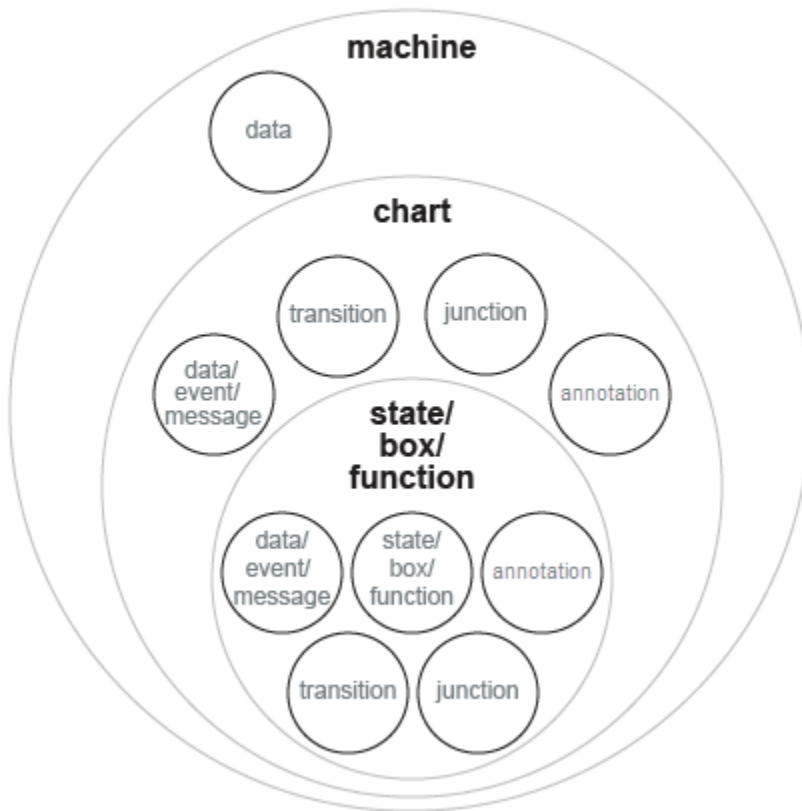 machine
data
chart
transition
junction
data/
event/
message
annotation
state/
box/
function
data/
event/
message
state/
box/
function
annotation
transition
junction